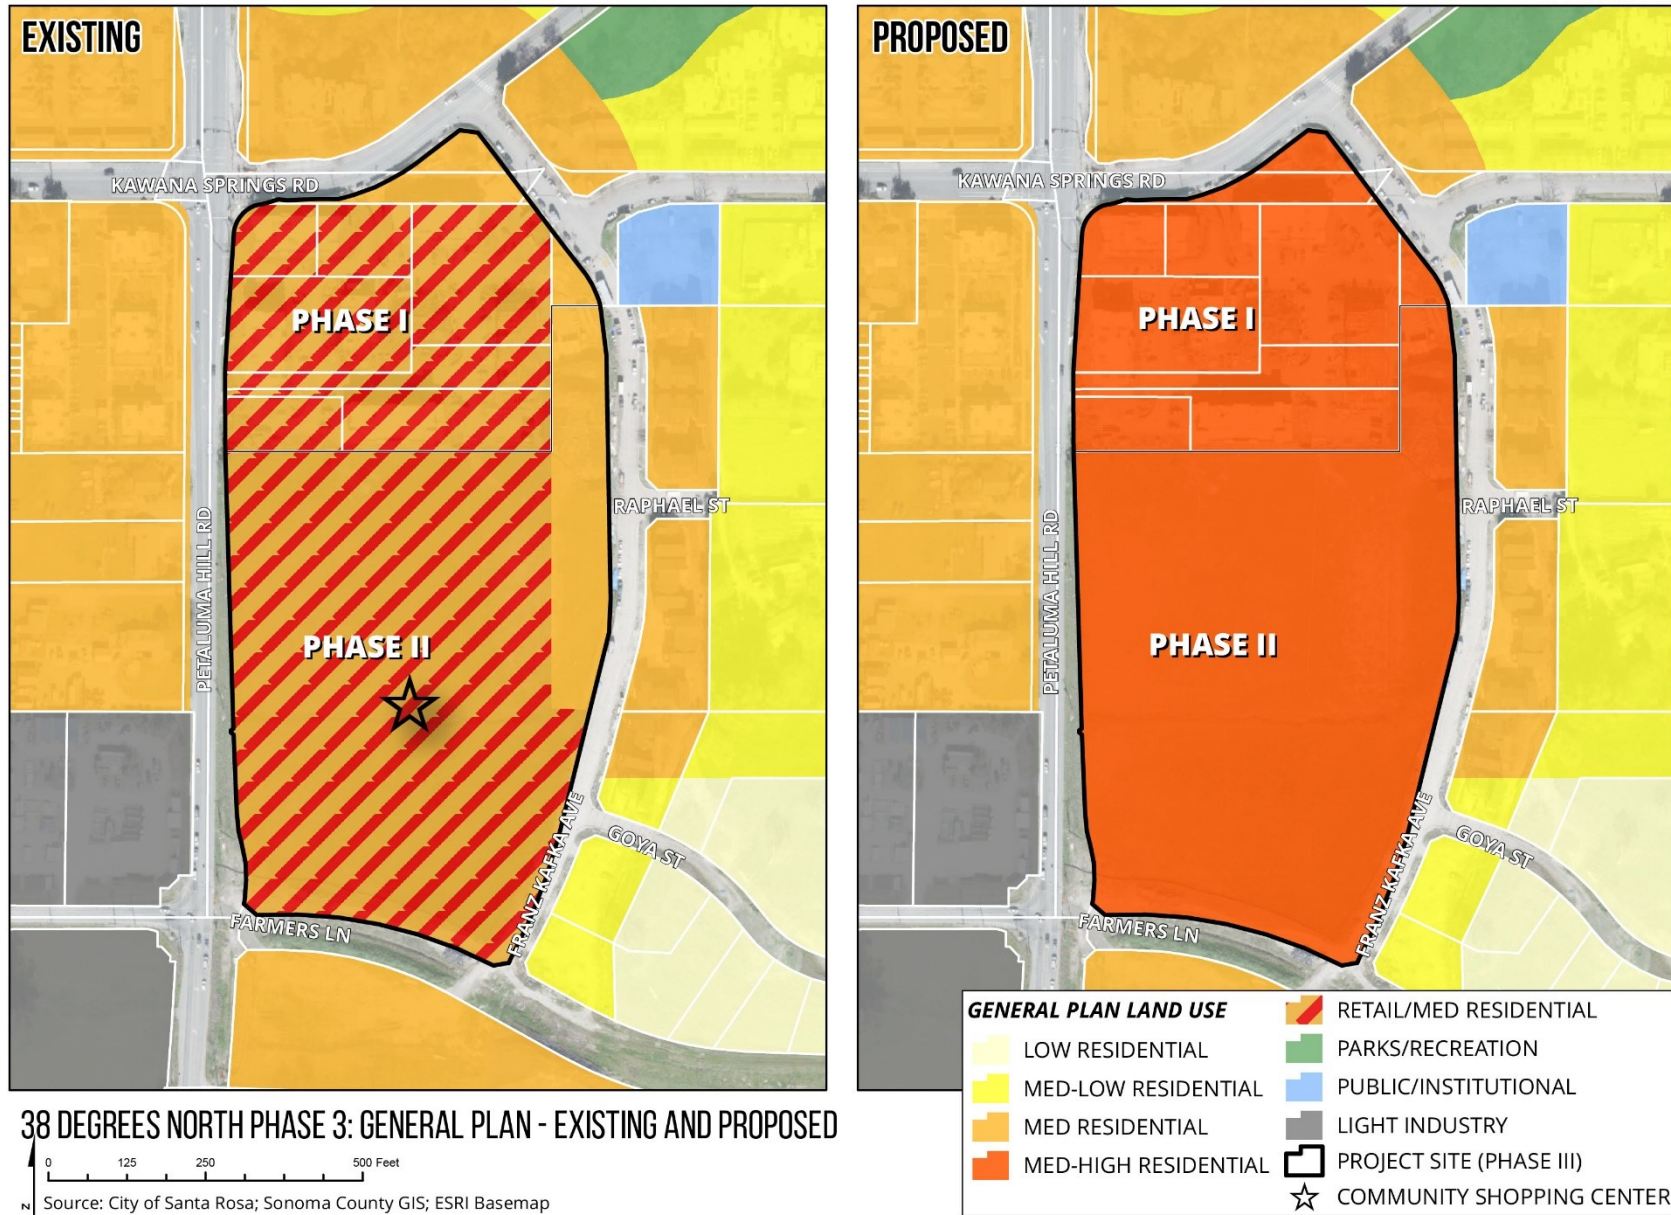 EXISTING
KAWANA SPRINGS RD
PHASE I
RAPHAEL ST
PETALUMA HILL RD
PHASE II
GOYA ST
FRANZ KAFKA AVE
FARMERS LN
PROPOSED
KAWANA SPRINGS RD
PHASE I
RAPHAEL ST
PETALUMA HILL RD
PHASE II
GOYA ST
FRANZ KAFKA AVE
FARMERS LN
GENERAL PLAN LAND USE
LOW RESIDENTIAL
MED-LOW RESIDENTIAL
MED RESIDENTIAL
MED-HIGH RESIDENTIAL
RETAIL/MED RESIDENTIAL
PARKS/RECREATION
PUBLIC/INSTITUTIONAL
LIGHT INDUSTRY
PROJECT SITE (PHASE III)
COMMUNITY SHOPPING CENTER
38 DEGREES NORTH PHASE 3: GENERAL PLAN - EXISTING AND PROPOSED
0 125 250 500 Feet
N Source: City of Santa Rosa; Sonoma County GIS; ESRI Basemap